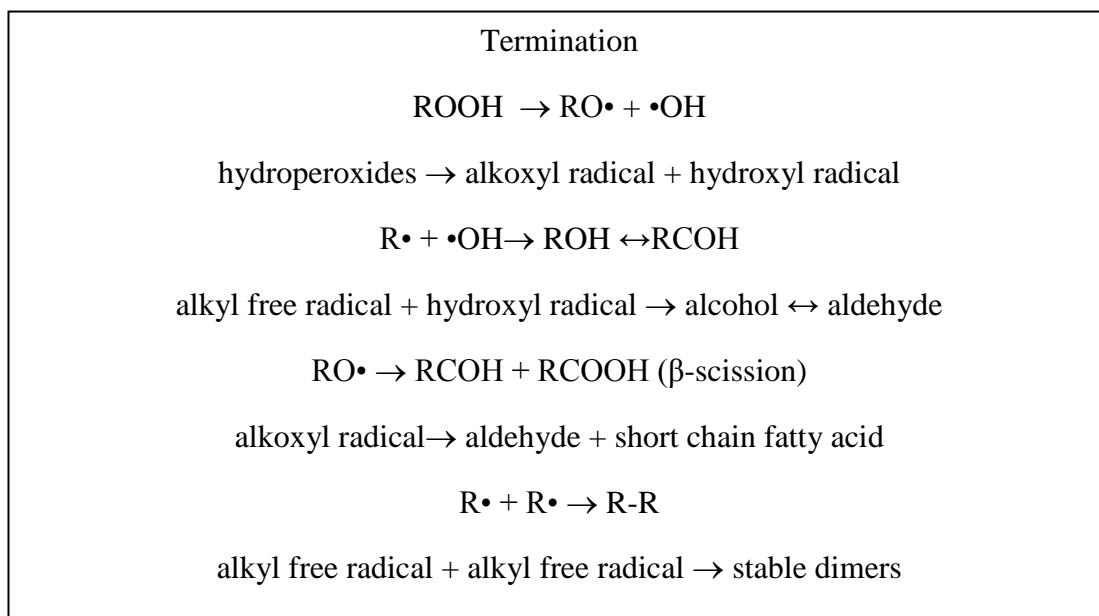 Termination
ROOH → RO• + •OH
hydroperoxides → alkoxyl radical + hydroxyl radical
R• + •OH→ ROH ↔RCOH
alkyl free radical + hydroxyl radical → alcohol ↔ aldehyde
RO• → RCOH + RCOOH (β-scission)
alkoxyl radical→ aldehyde + short chain fatty acid
R• + R• → R-R
alkyl free radical + alkyl free radical → stable dimers